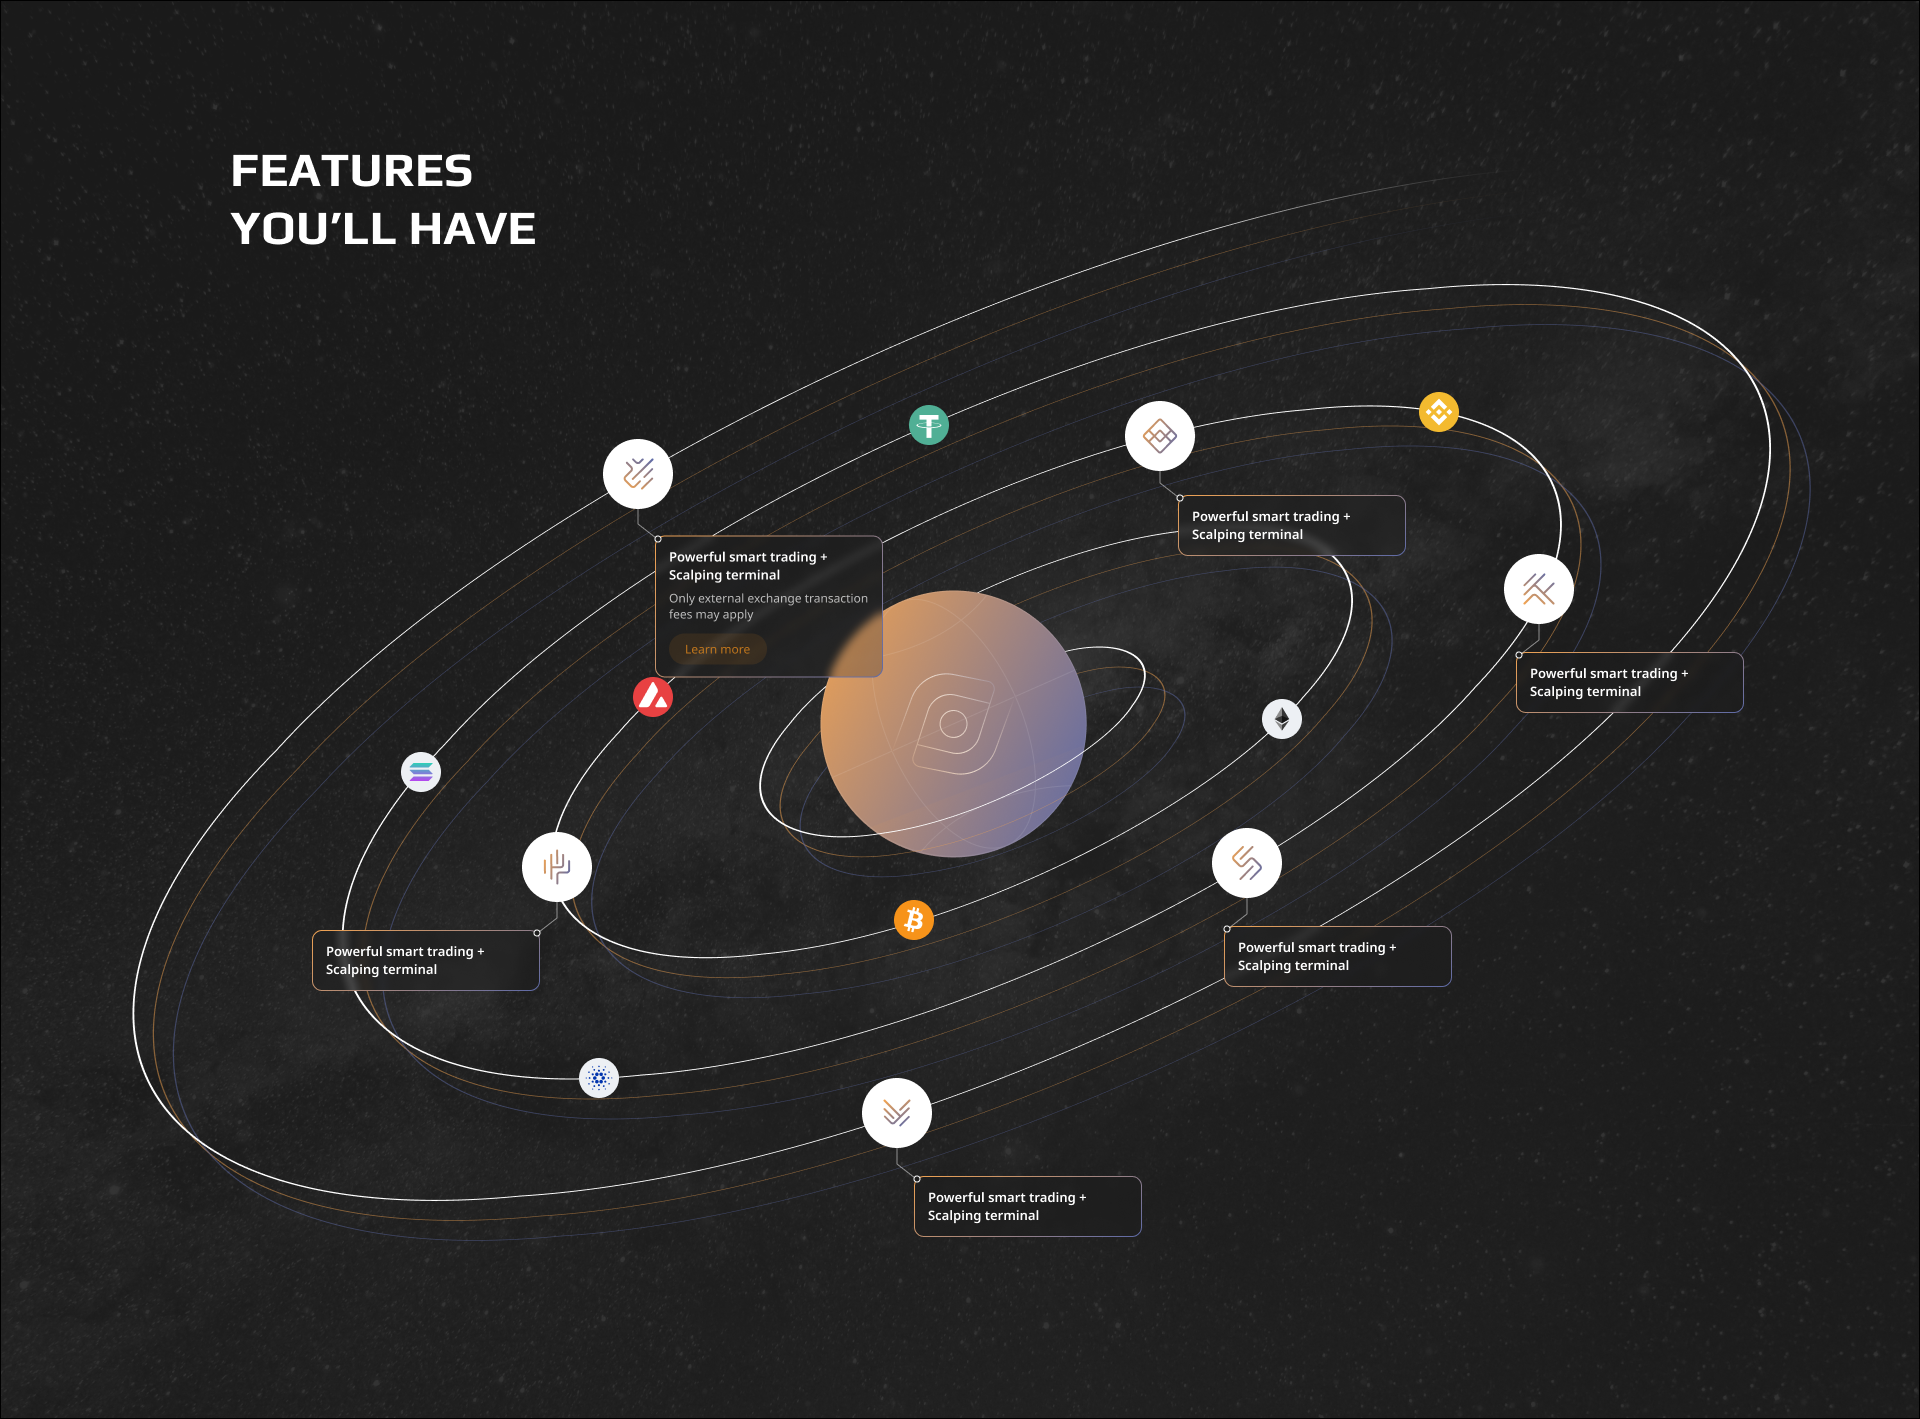 FEATURES
YOU’LL HAVE
Powerful smart trading +
Scalping terminal
Powerful smart trading +
Scalping terminal
Only external exchange transaction
fees may apply
Learn more
Powerful smart trading +
Scalping terminal
Powerful smart trading +
Scalping terminal
Powerful smart trading +
Scalping terminal
Powerful smart trading +
Scalping terminal